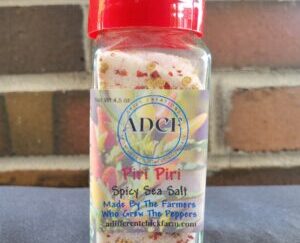 NET WT 4.5 oz
ADCF
Piri Piri
Spicy Sea Salt
Made By The Farmers
Who Grow The Peppers
adifferentchickfarm.com